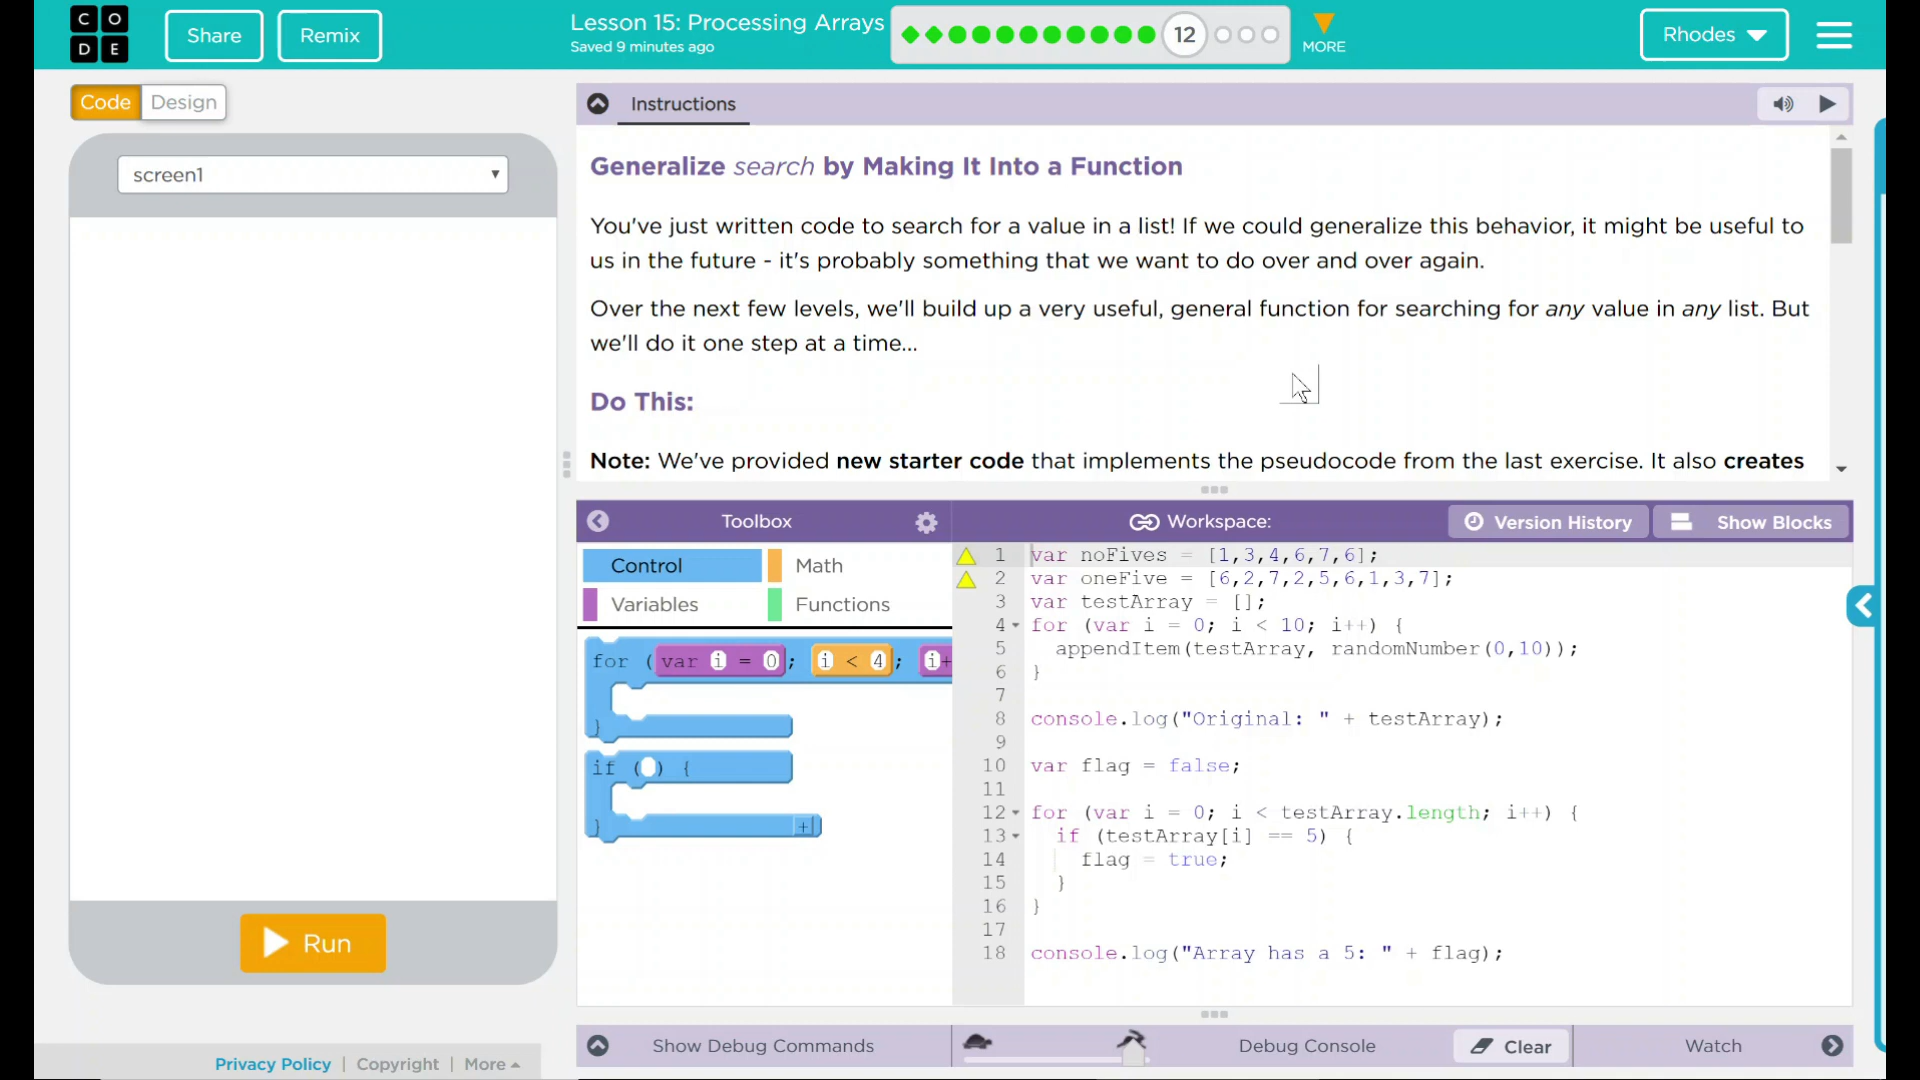 C O
D E
Share
Remix
Lesson 15: Processing Arrays
Saved 9 minutes ago
12
MORE
Rhodes
Code
Design
screen1
Instructions
Generalize search by Making It Into a Function
You've just written code to search for a value in a list! If we could generalize this behavior, it might be useful to
us in the future - it's probably something that we want to do over and over again.
Over the next few levels, we'll build up a very useful, general function for searching for any value in any list. But
we'll do it one step at a time...
Do This:
Note: We've provided new starter code that implements the pseudocode from the last exercise. It also creates
Toolbox
Workspace:
Version History
Show Blocks
Control
Math
Variables
Functions
for ( var i = 0 ; i < 4 ; i+
}
if ( ) {
} +
1 var noFives = [1,3,4,6,7,6];
2 var oneFive = [6,2,7,2,5,6,1,3,7];
3 var testArray = [];
4 for (var i = 0; i < 10; i++) {
5 appendItem(testArray, randomNumber(0,10));
6 }
7
8 console.log("Original: " + testArray);
9
10 var flag = false;
11
12 for (var i = 0; i < testArray.length; i++) {
13 if (testArray[i] == 5) {
14 flag = true;
15 }
16 }
17
18 console.log("Array has a 5: " + flag);
Run
Show Debug Commands
Debug Console
Clear
Watch
Privacy Policy | Copyright | More